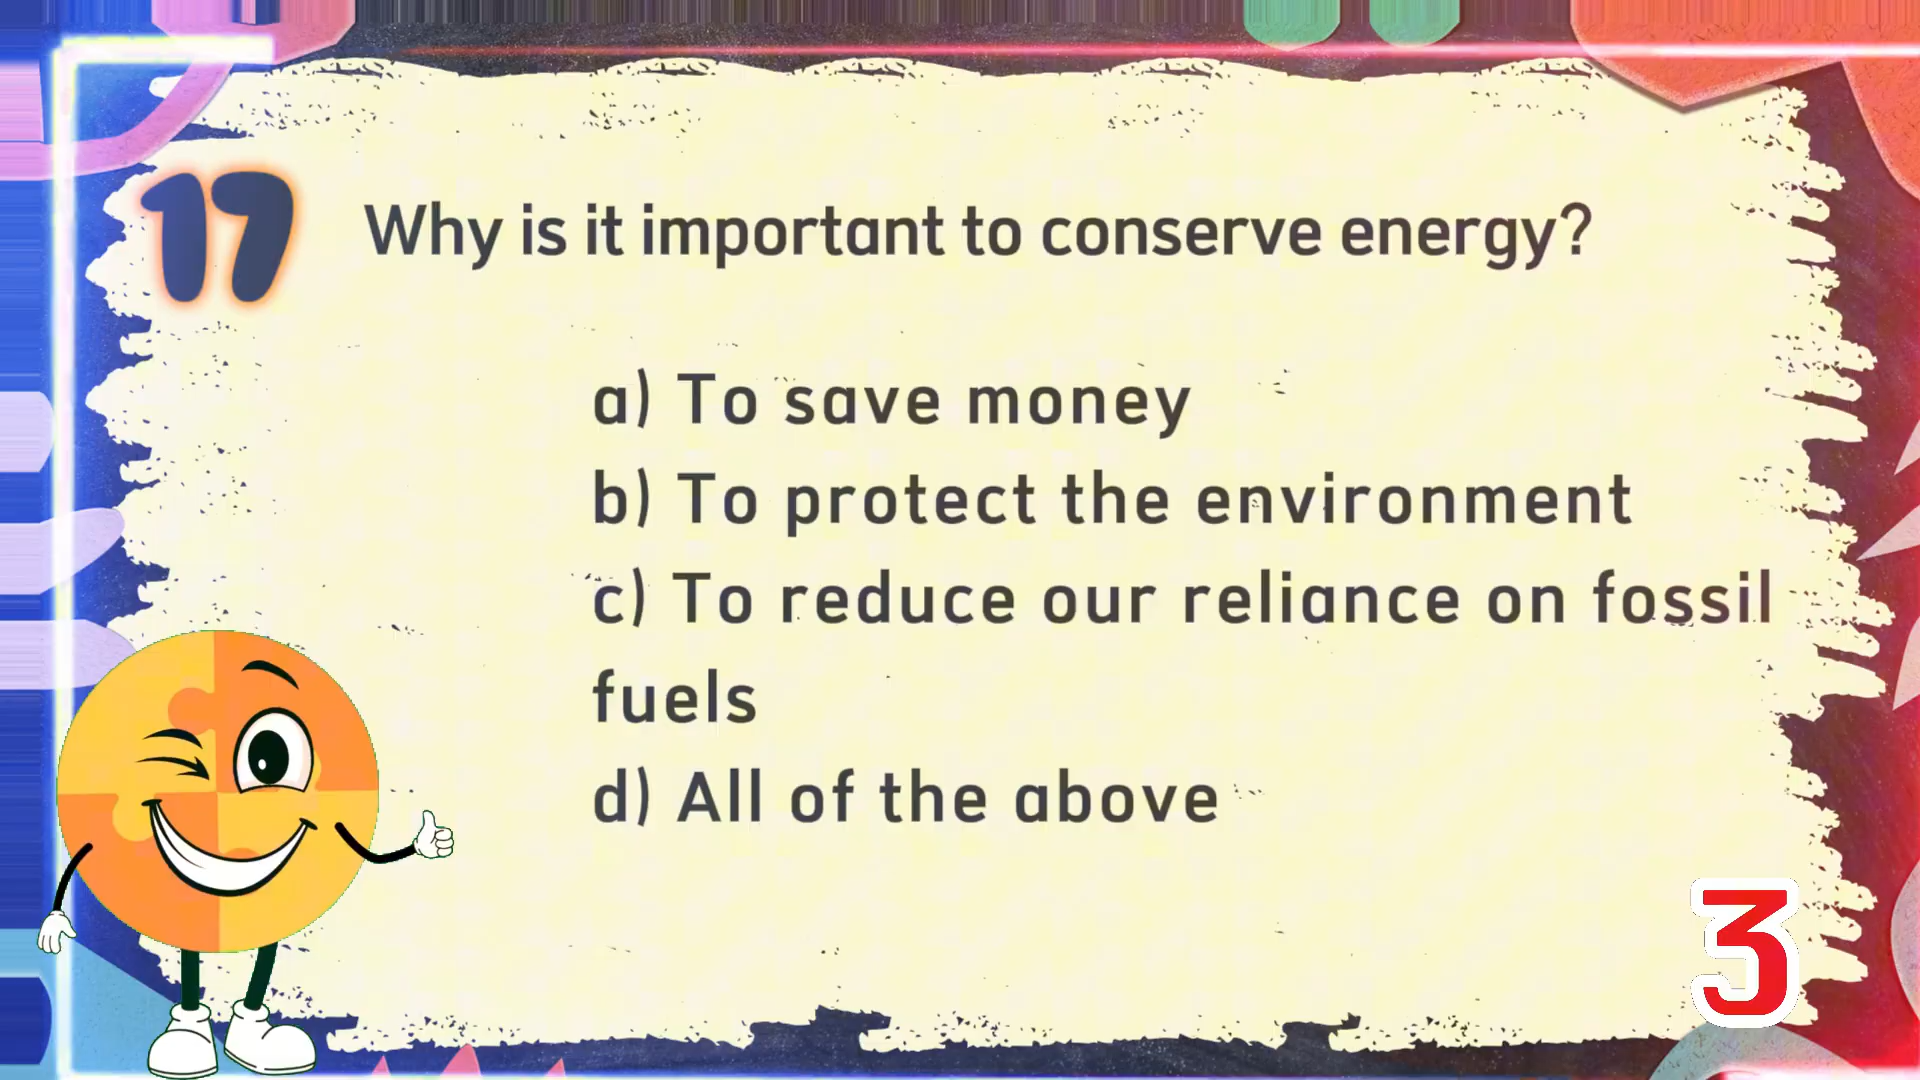 17
Why is it important to conserve energy?
a) To save money
b) To protect the environment
c) To reduce our reliance on fossil
fuels
d) All of the above
3